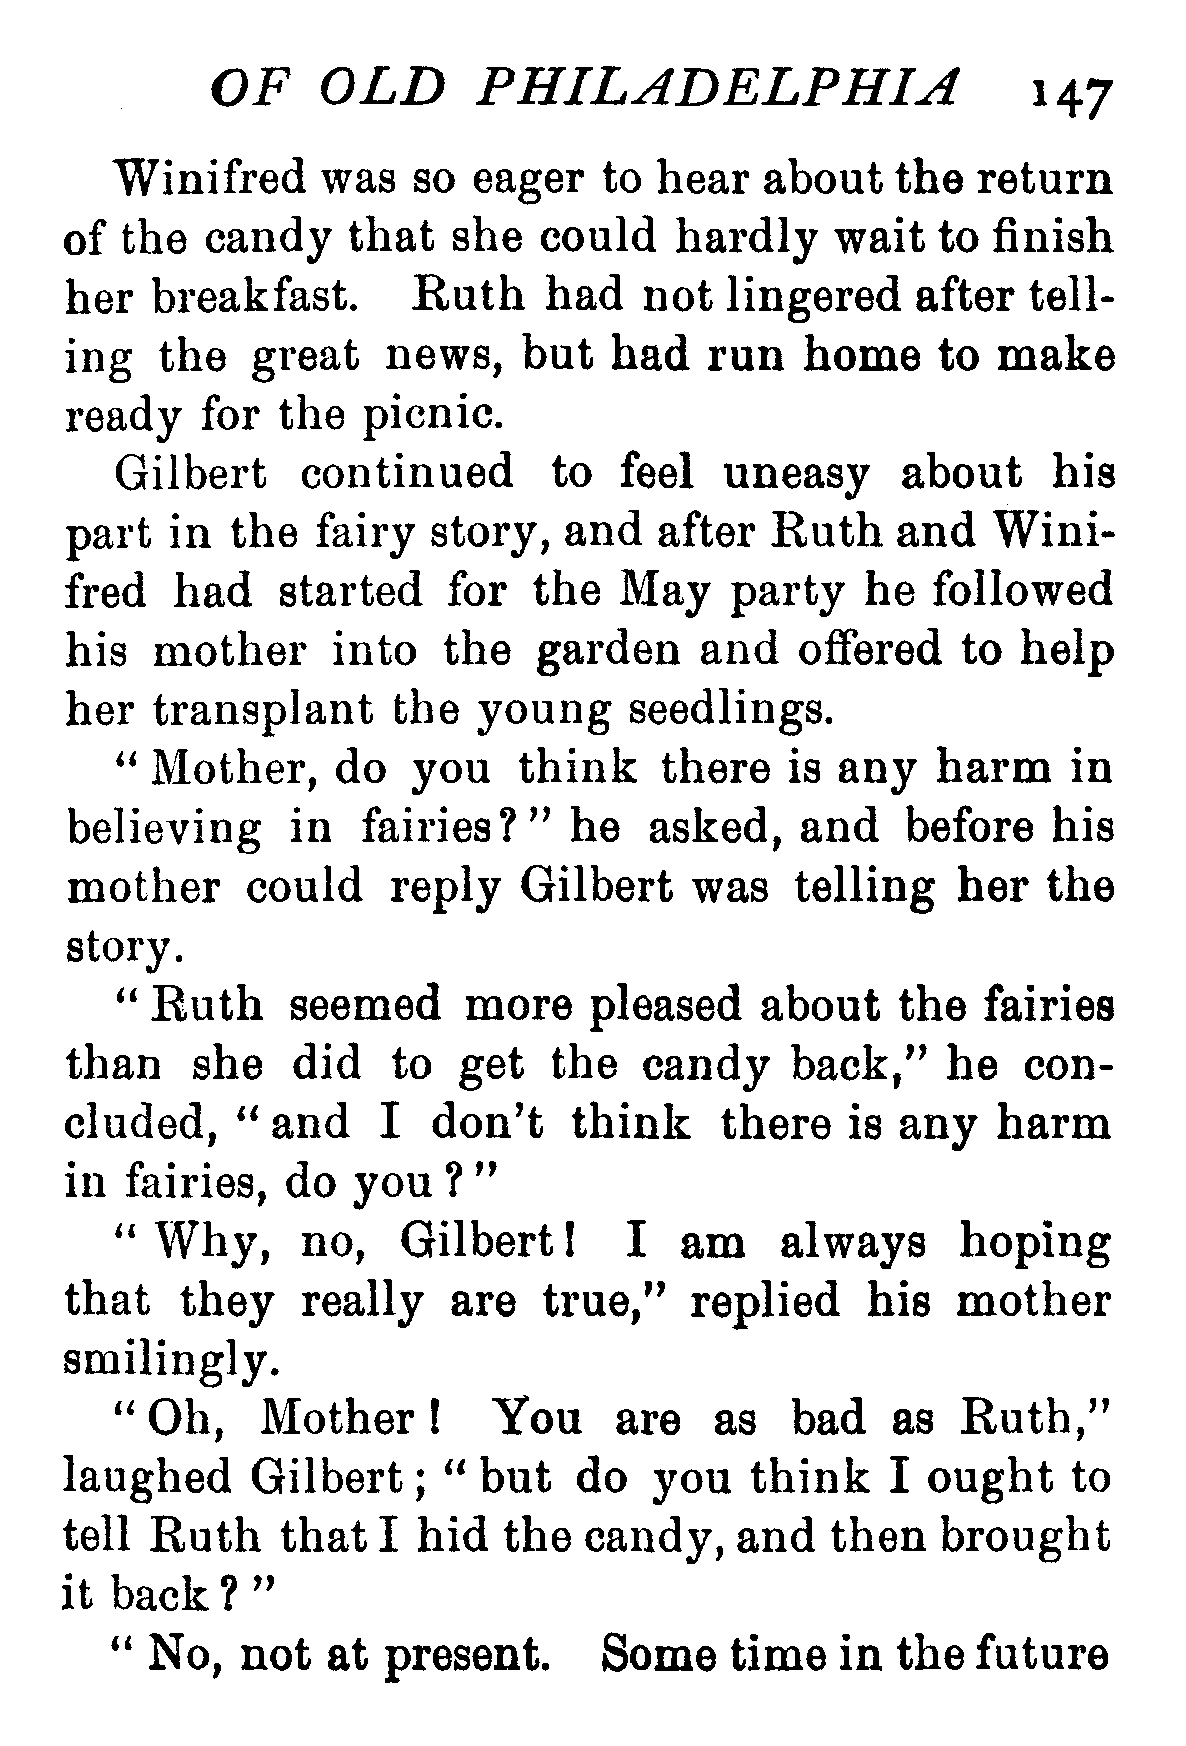 OF OLD PHILADELPHIA 147
Winifred was so eager to hear about the return
of the candy that she could hardly wait to finish
her breakfast. Ruth had not lingered after tell-
ing the great news, but had run home to make
ready for the picnic.
Gilbert continued to feel uneasy about his
part in the fairy story, and after Ruth and Wini-
fred had started for the May party he followed
his mother into the garden and offered to help
her transplant the young seedlings.
“ Mother, do you think there is any harm in
believing in fairies? ” he asked, and before his
mother could reply Gilbert was telling her the
story.
“ Ruth seemed more pleased about the fairies
than she did to get the candy back,” he con-
cluded, “ and I don’t think there is any harm
in fairies, do you ? ”
“ Why, no, Gilbert! I am always hoping
that they really are true,” replied his mother
smilingly.
“ Oh, Mother ! You are as bad as Ruth,”
laughed Gilbert ; “ but do you think I ought to
tell Ruth that I hid the candy, and then brought
it back ? ”
“ No, not at present. Some time in the future